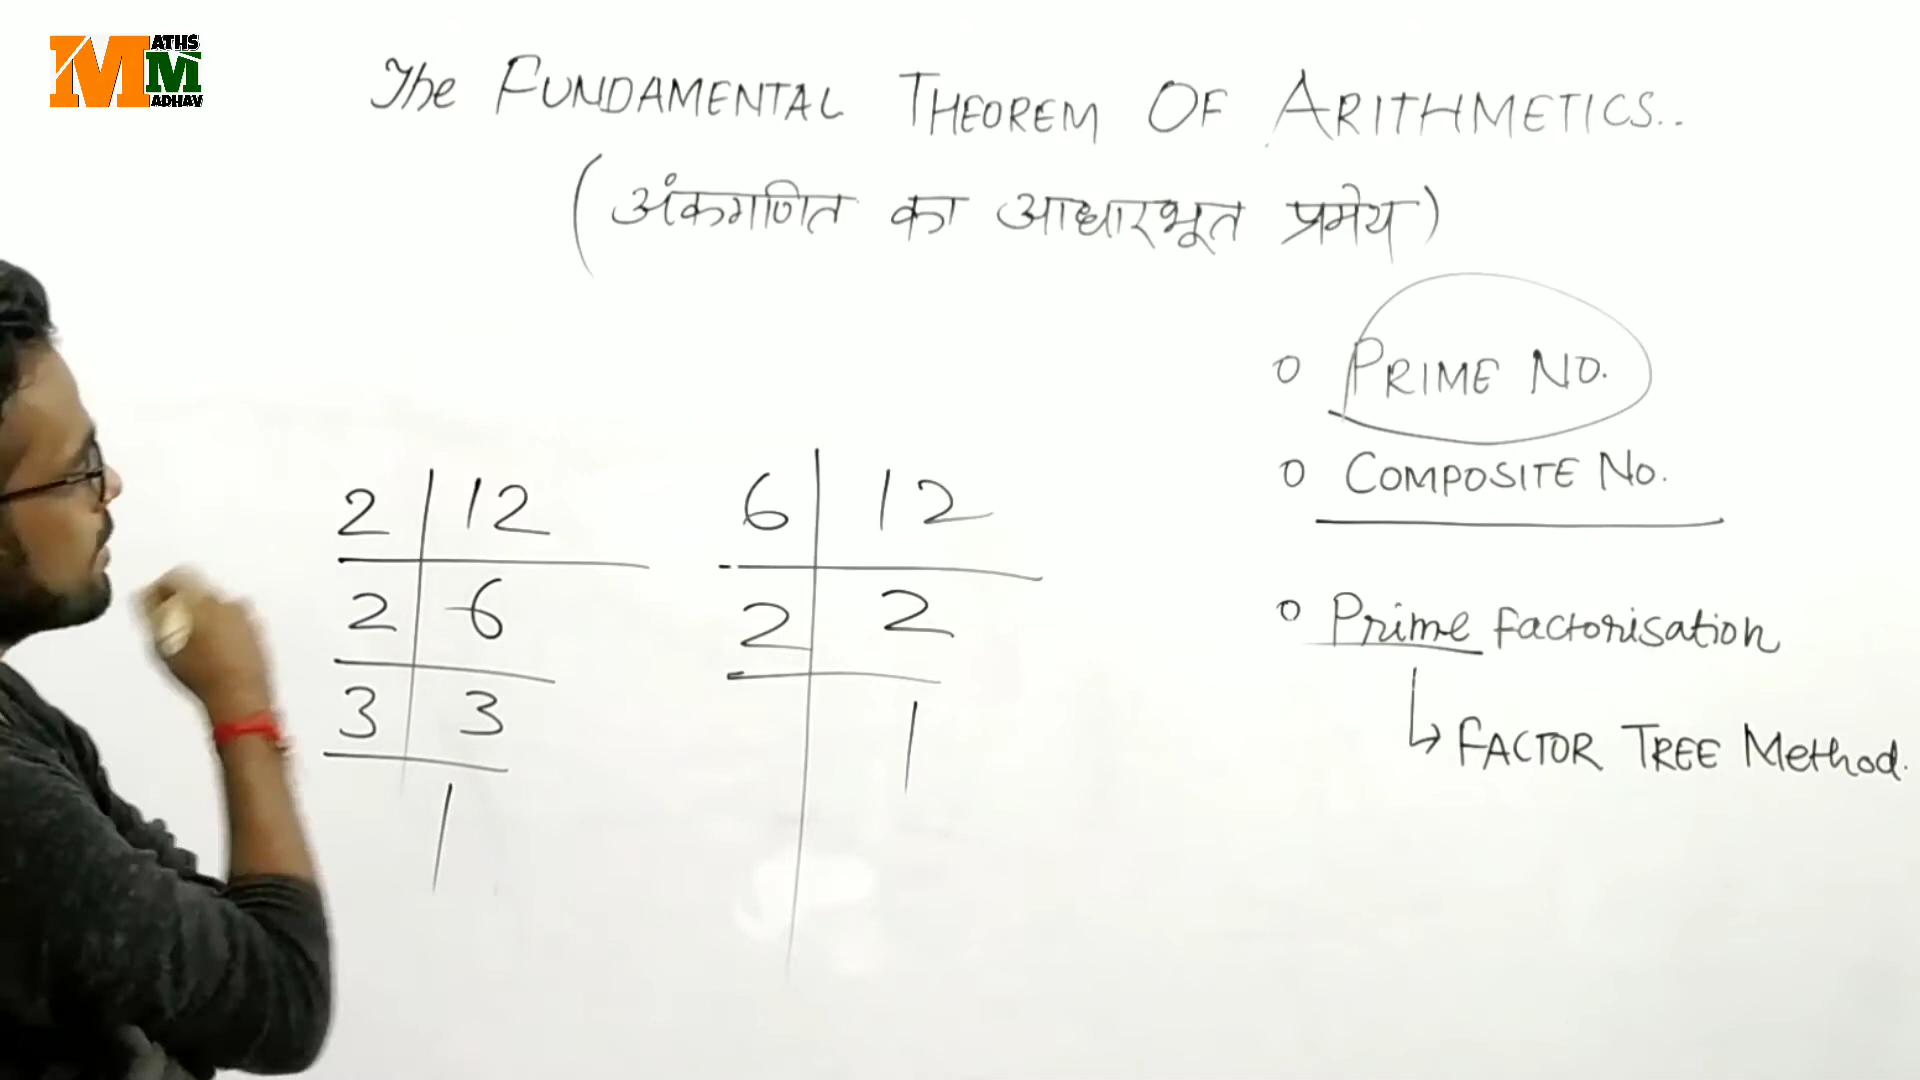 MATHS
MADHAV
The FUNDAMENTAL THEOREM OF ARITHMETICS..
(अंकगणित का आधारभूत प्रमेय)
o PRIME NO.
o COMPOSITE NO.
o Prime factorisation
↳ FACTOR TREE Method.
2 | 12
2 | 6
3 | 3
1
6 | 12
2 | 2
1